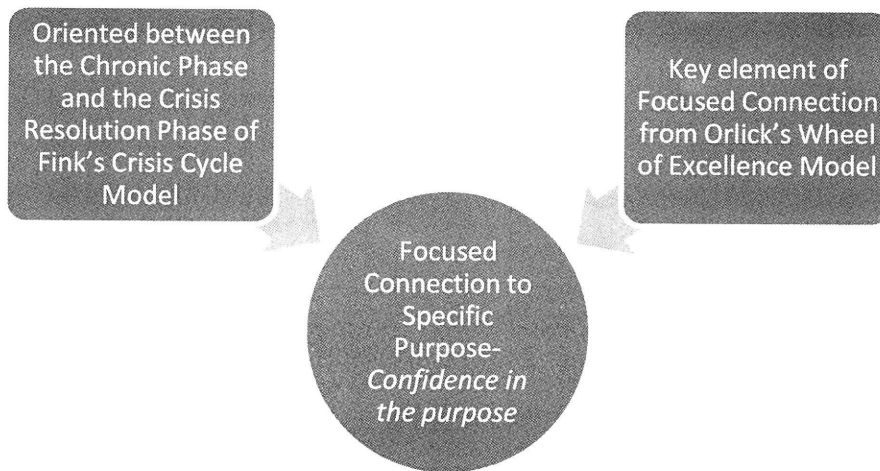 Oriented between
the Chronic Phase
and the Crisis
Resolution Phase of
Fink's Crisis Cycle
Model
Key element of
Focused Connection
from Orlick's Wheel
of Excellence Model
Focused
Connection to
Specific
Purpose-
Confidence in
the purpose